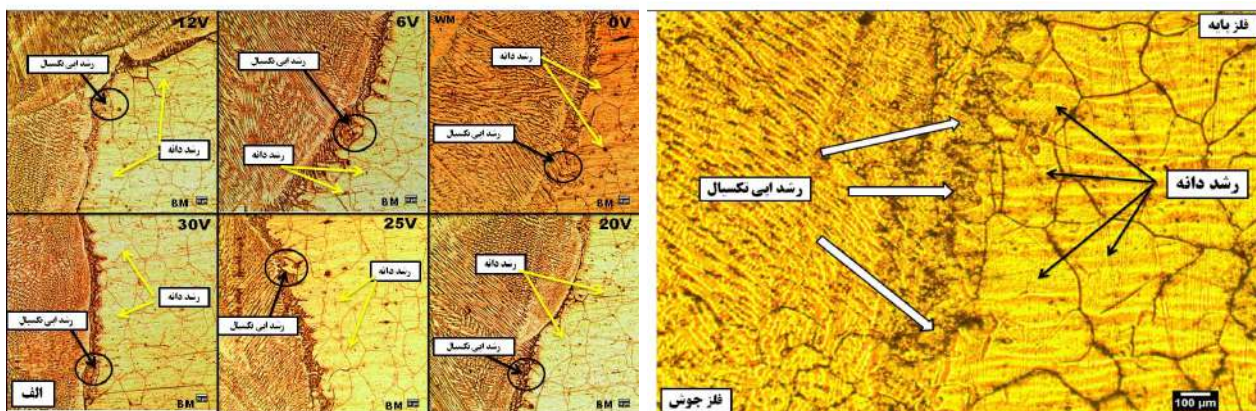 12V
رشد اپی تکسیال
رشد دانه
BM
6V
رشد اپی تکسیال
رشد دانه
BM
0V
WM
رشد دانه
رشد اپی تکسیال
BM
30V
رشد دانه
رشد اپی تکسیال
الف
BM
25V
رشد دانه
رشد اپی تکسیال
BM
20V
رشد دانه
رشد اپی تکسیال
BM
فلز پایه
رشد اپی تکسیال
رشد دانه
فلز جوش
100 µm